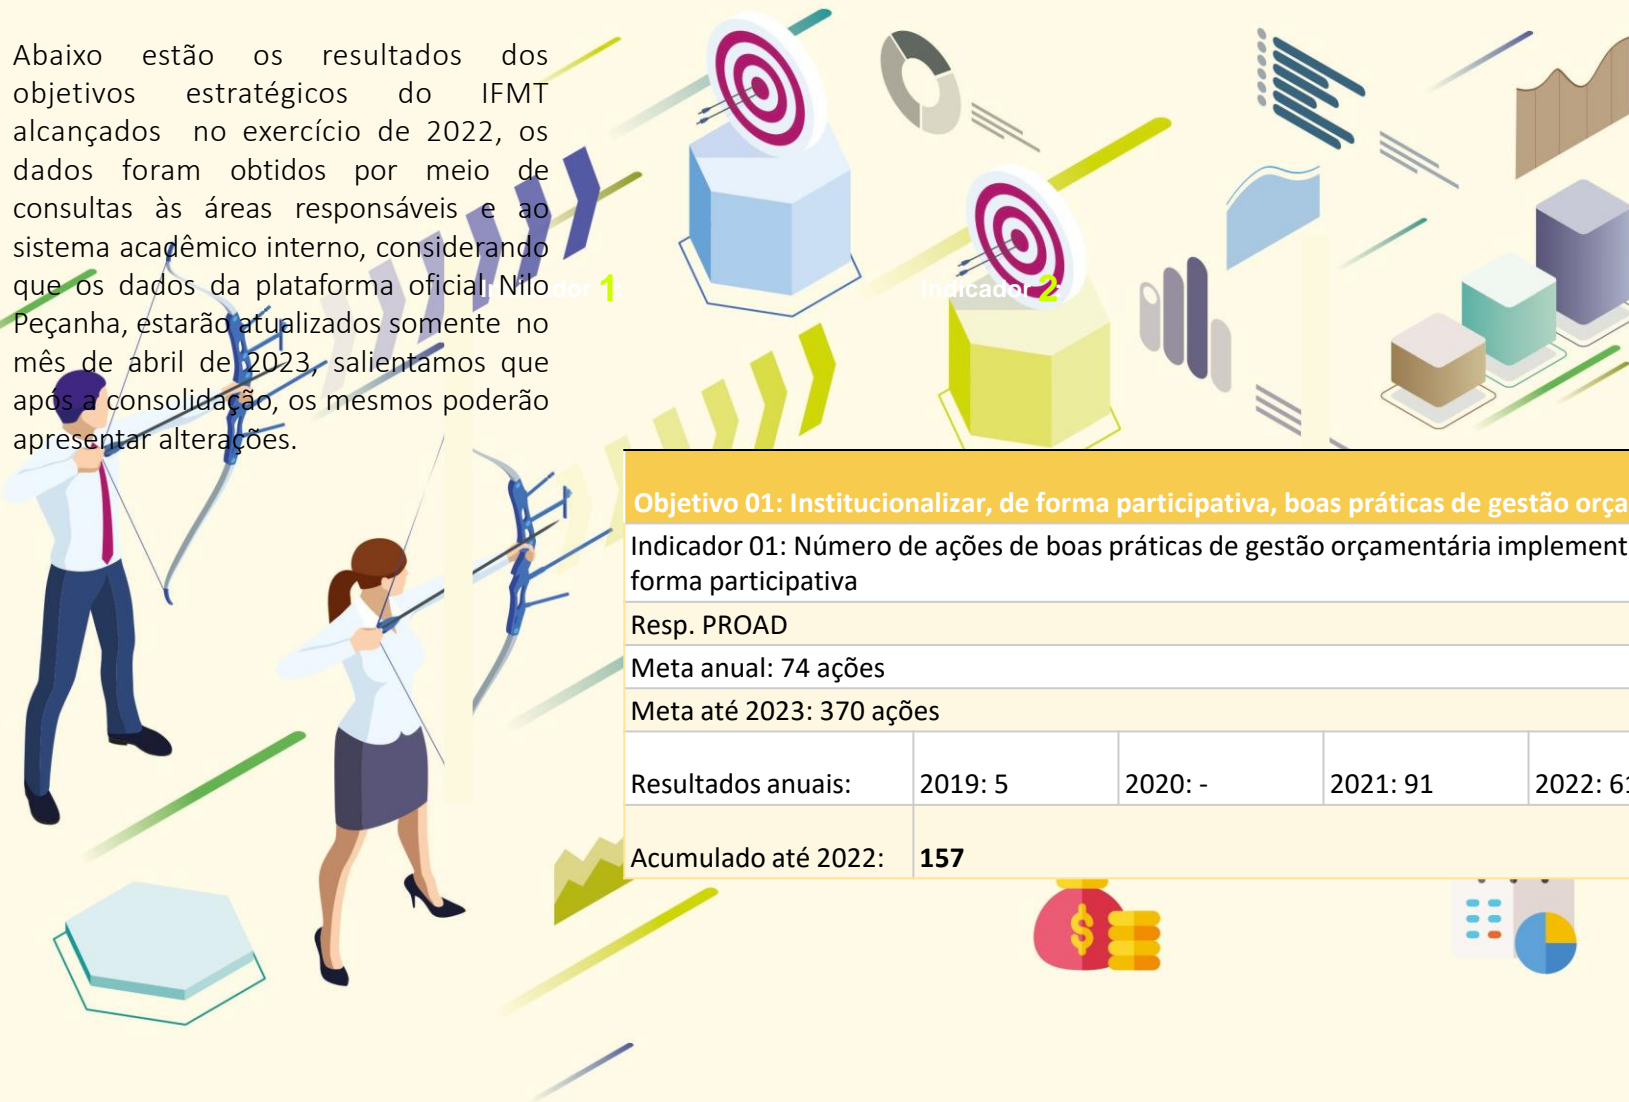 Abaixo estão os resultados dos
objetivos estratégicos do IFMT
alcançados no exercício de 2022, os
dados foram obtidos por meio de
consultas às áreas responsáveis e ao
sistema acadêmico interno, considerando
que os dados da plataforma oficial Nilo
Peçanha, estarão atualizados somente no
mês de abril de 2023, salientamos que
após a consolidação, os mesmos poderão
apresentar alterações.
Indicador 1:
Indicador 2:
Objetivo 01: Institucionalizar, de forma participativa, boas práticas de gestão orça
Indicador 01: Número de ações de boas práticas de gestão orçamentária implement
forma participativa
Resp. PROAD
Meta anual: 74 ações
Meta até 2023: 370 ações
Resultados anuais: 2019: 5 2020: - 2021: 91 2022: 61
Acumulado até 2022: 157
$